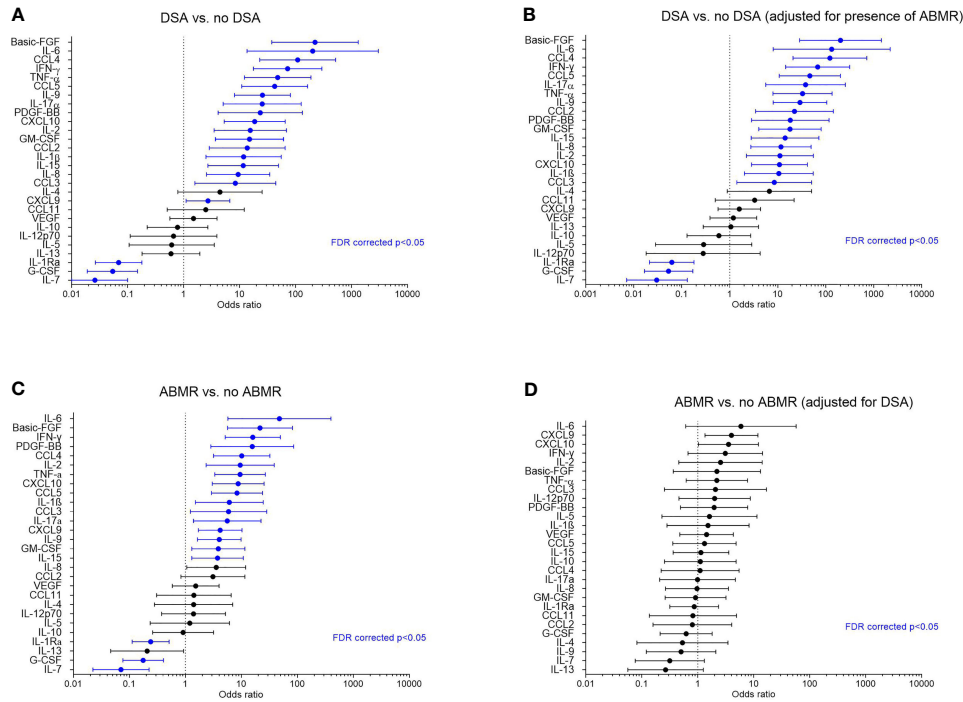 A
DSA vs. no DSA
Basic-FGF
IL-6
CCL4
IFN-γ
TNF-α
CCL5
IL-9
IL-17α
PDGF-BB
CXCL10
IL-2
GM-CSF
CCL2
IL-1β
IL-15
IL-8
CCL3
IL-4
CXCL9
CCL11
VEGF
IL-10
IL-12p70
IL-5
IL-13
IL-1Ra
G-CSF
IL-7
FDR corrected p<0.05
0.01 0.1 1 10 100 1000 10000
Odds ratio
B
DSA vs. no DSA (adjusted for presence of ABMR)
Basic-FGF
IL-6
CCL4
IFN-γ
CCL5
IL-17α
TNF-α
IL-9
CCL2
PDGF-BB
GM-CSF
IL-15
IL-8
IL-2
CXCL10
IL-1ß
CCL3
IL-4
CCL11
CXCL9
VEGF
IL-13
IL-10
IL-5
IL-12p70
IL-1Ra
G-CSF
IL-7
FDR corrected p<0.05
0.001 0.01 0.1 1 10 100 1000 10000
Odds ratio
C
ABMR vs. no ABMR
IL-6
Basic-FGF
IFN-γ
PDGF-BB
CCL4
IL-2
TNF-a
CXCL10
CCL5
IL-1ß
CCL3
IL-17a
CXCL9
IL-9
GM-CSF
IL-15
IL-8
CCL2
VEGF
CCL11
IL-4
IL-12p70
IL-5
IL-10
IL-1Ra
IL-13
G-CSF
IL-7
FDR corrected p<0.05
0.01 0.1 1 10 100 1000 10000
Odds ratio
D
ABMR vs. no ABMR (adjusted for DSA)
IL-6
CXCL9
CXCL10
IFN-γ
IL-2
Basic-FGF
TNF-α
CCL3
IL-12p70
PDGF-BB
IL-5
IL-1ß
VEGF
CCL5
IL-15
IL-10
CCL4
IL-17a
IL-8
GM-CSF
IL-1Ra
CCL11
CCL2
G-CSF
IL-4
IL-9
IL-7
IL-13
FDR corrected p<0.05
0.01 0.1 1 10 100 1000 10000
Odds ratio